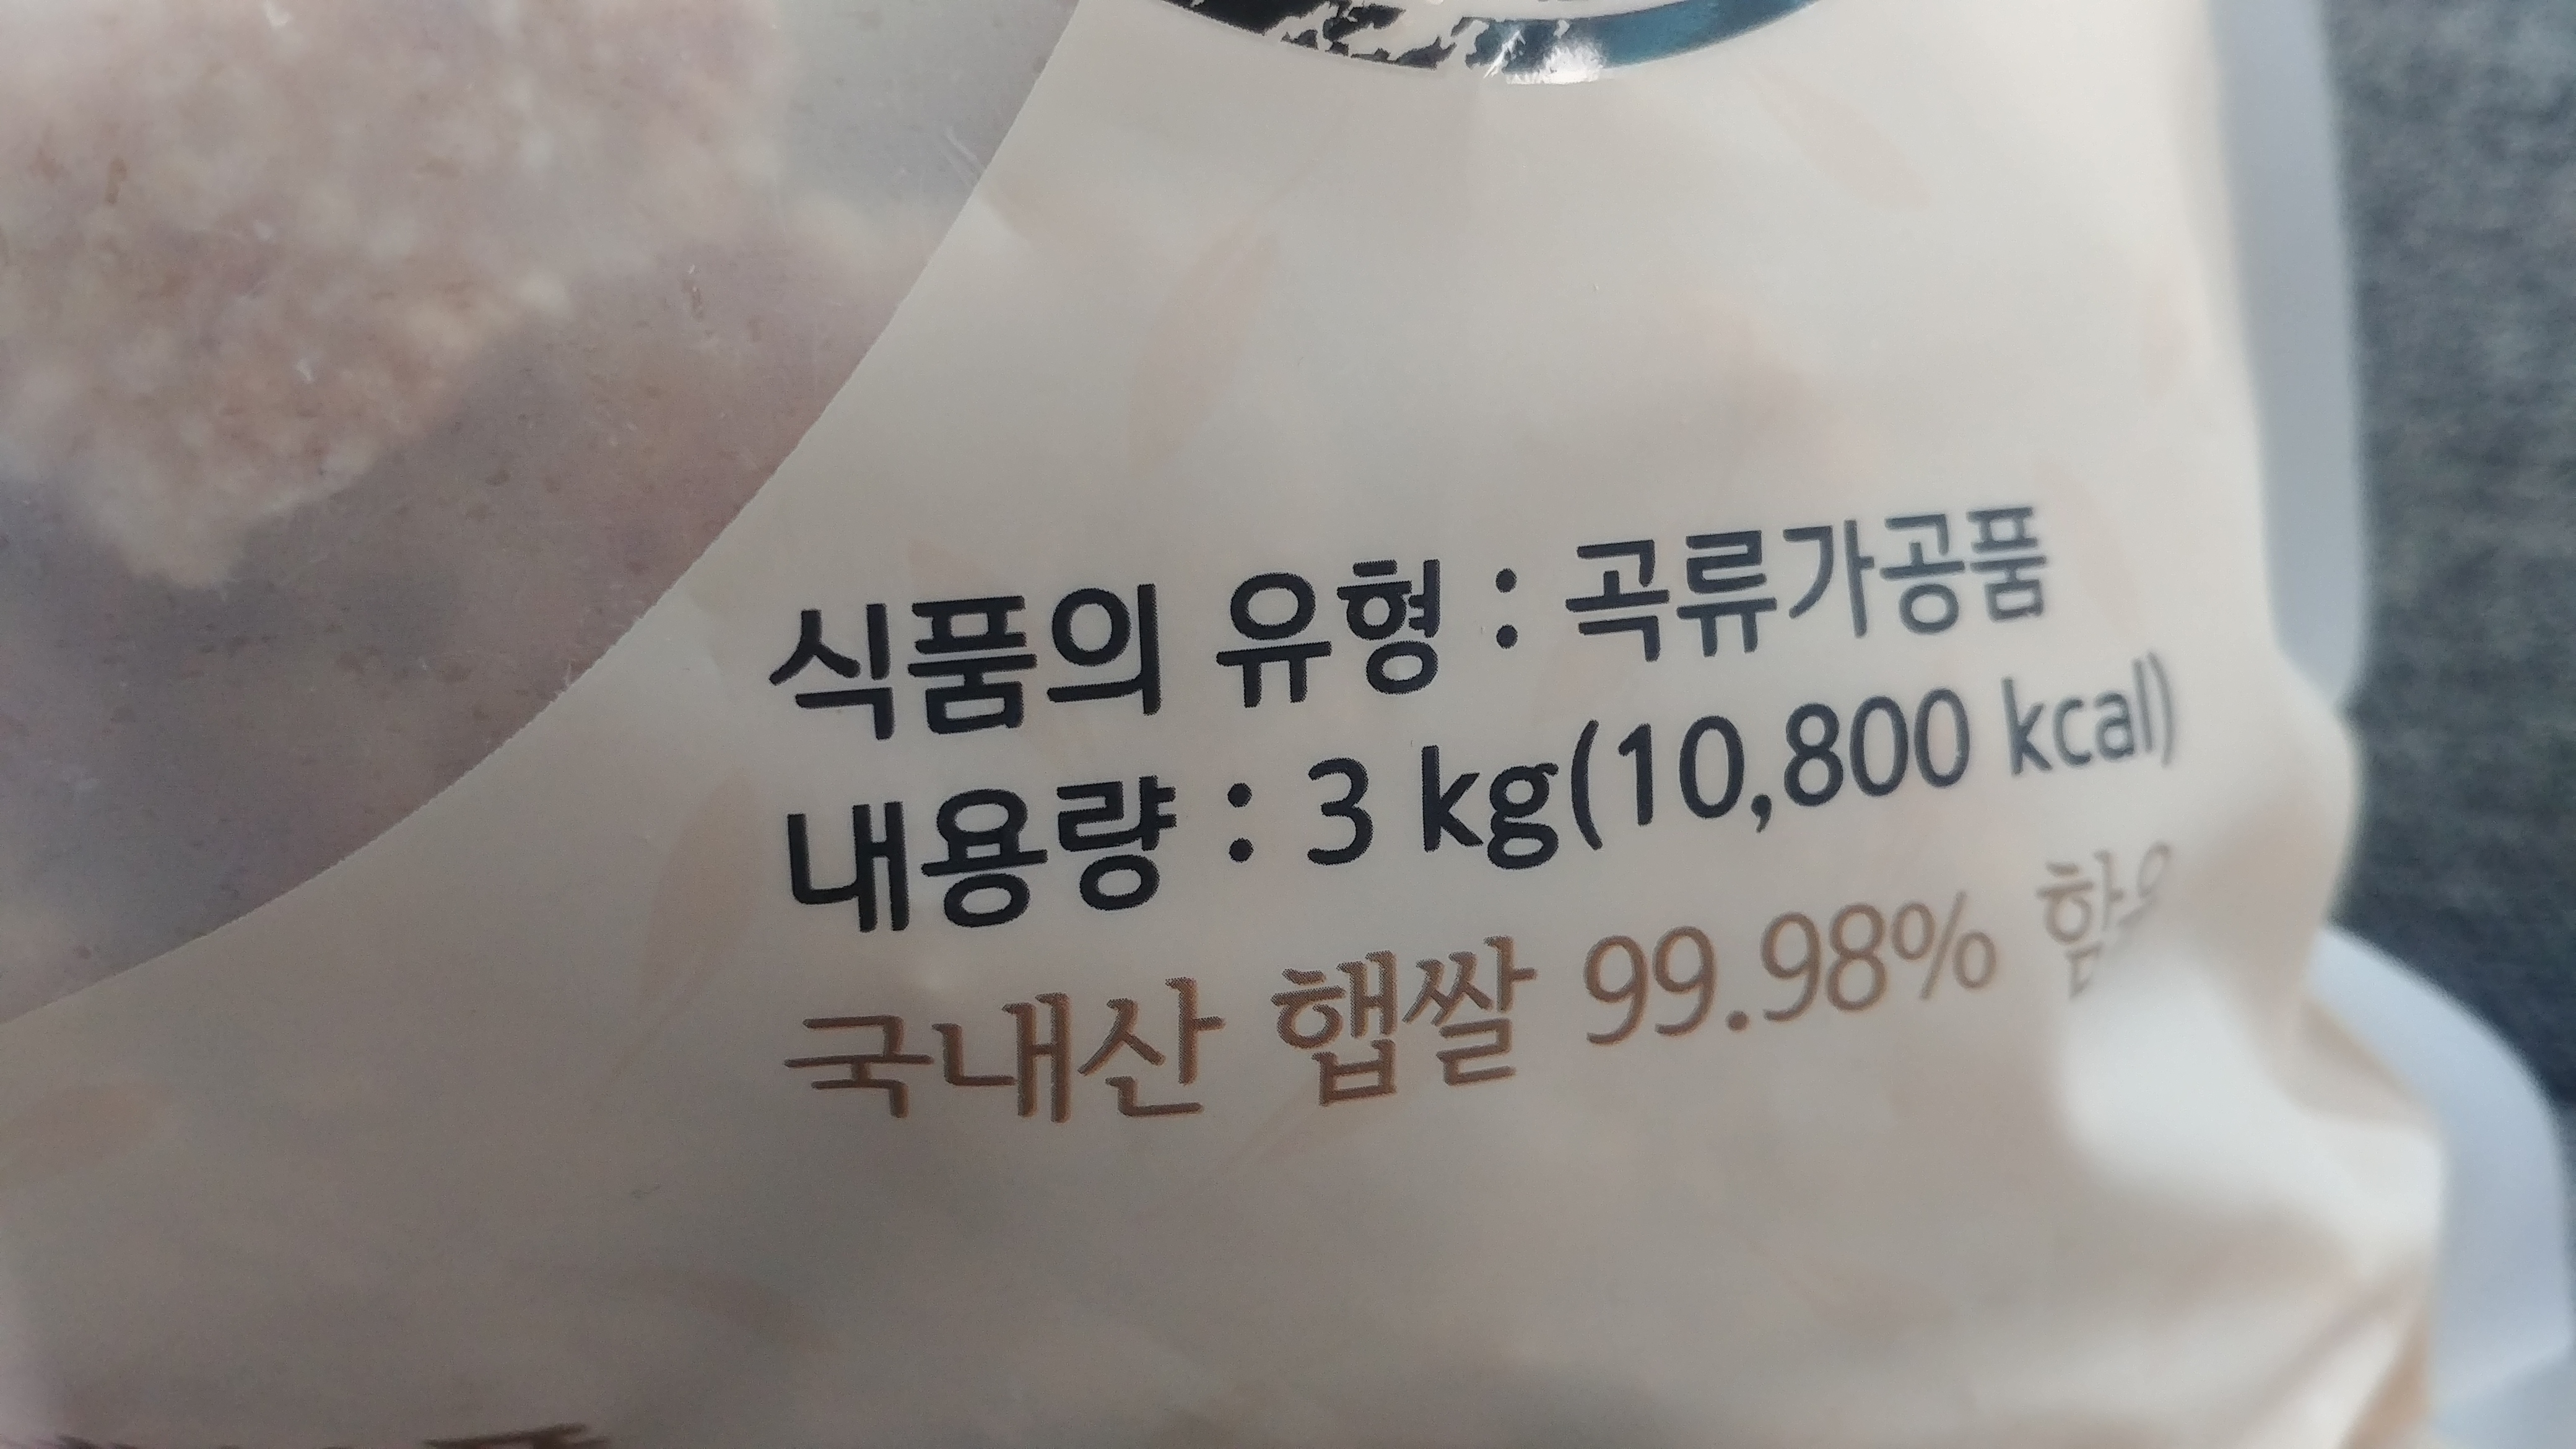 식품의 유형 : 곡류가공품
내용량 : 3 kg(10,800 kcal)
국내산 햅쌀 99.98%